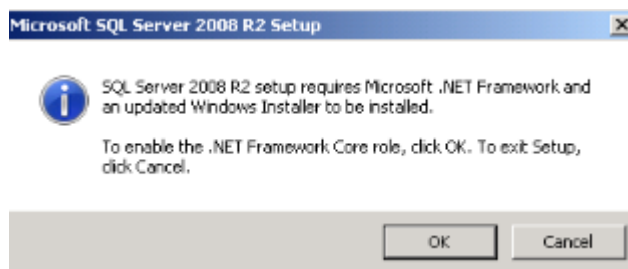 Microsoft SQL Server 2008 R2 Setup
SQL Server 2008 R2 setup requires Microsoft .NET Framework and
an updated Windows Installer to be installed.
To enable the .NET Framework Core role, click OK. To exit Setup,
click Cancel.
OK
Cancel